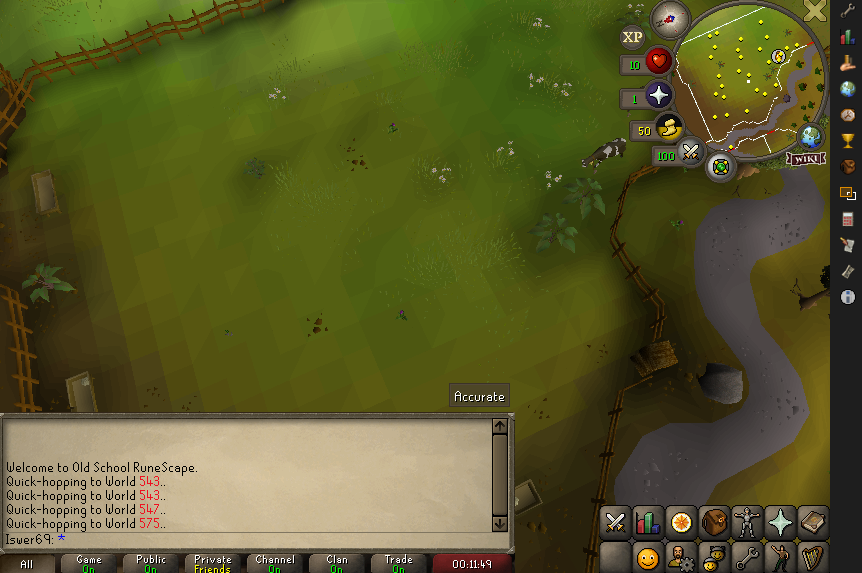 XP
10
1
50
100
WIKI
Accurate
Welcome to Old School RuneScape.
Quick-hopping to World 543..
Quick-hopping to World 543..
Quick-hopping to World 547..
Quick-hopping to World 575..
Iswer69: *
All
Game
On
Public
On
Private
Friends
Channel
On
Clan
On
Trade
On
00:11:49